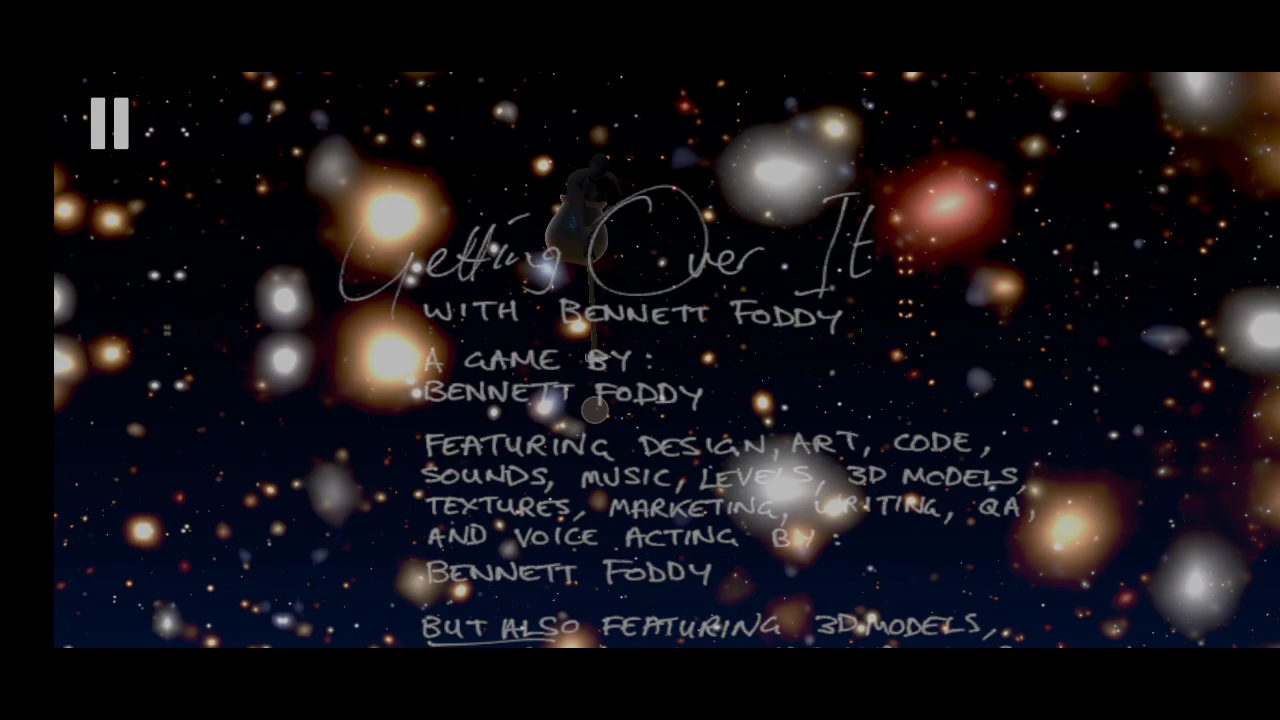 Getting Over It
WITH BENNETT FODDY
A GAME BY:
BENNETT FODDY
FEATURING DESIGN, ART, CODE,
SOUNDS, MUSIC, LEVELS, 3D MODELS,
TEXTURES, MARKETING, WRITING, QA,
AND VOICE ACTING BY:
BENNETT FODDY
BUT ALSO FEATURING 3D MODELS,